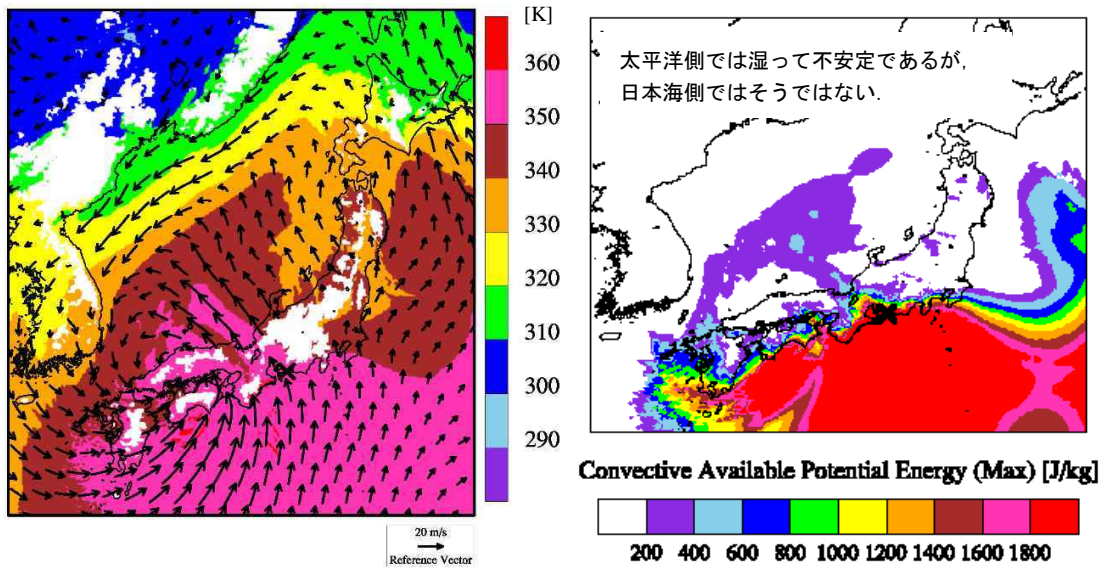 [K]
360
350
340
330
320
310
300
290
20 m/s
Reference Vector
太平洋側では湿って不安定であるが,
日本海側ではそうではない.
Convective Available Potential Energy (Max) [J/kg]
200 400 600 800 1000 1200 1400 1600 1800